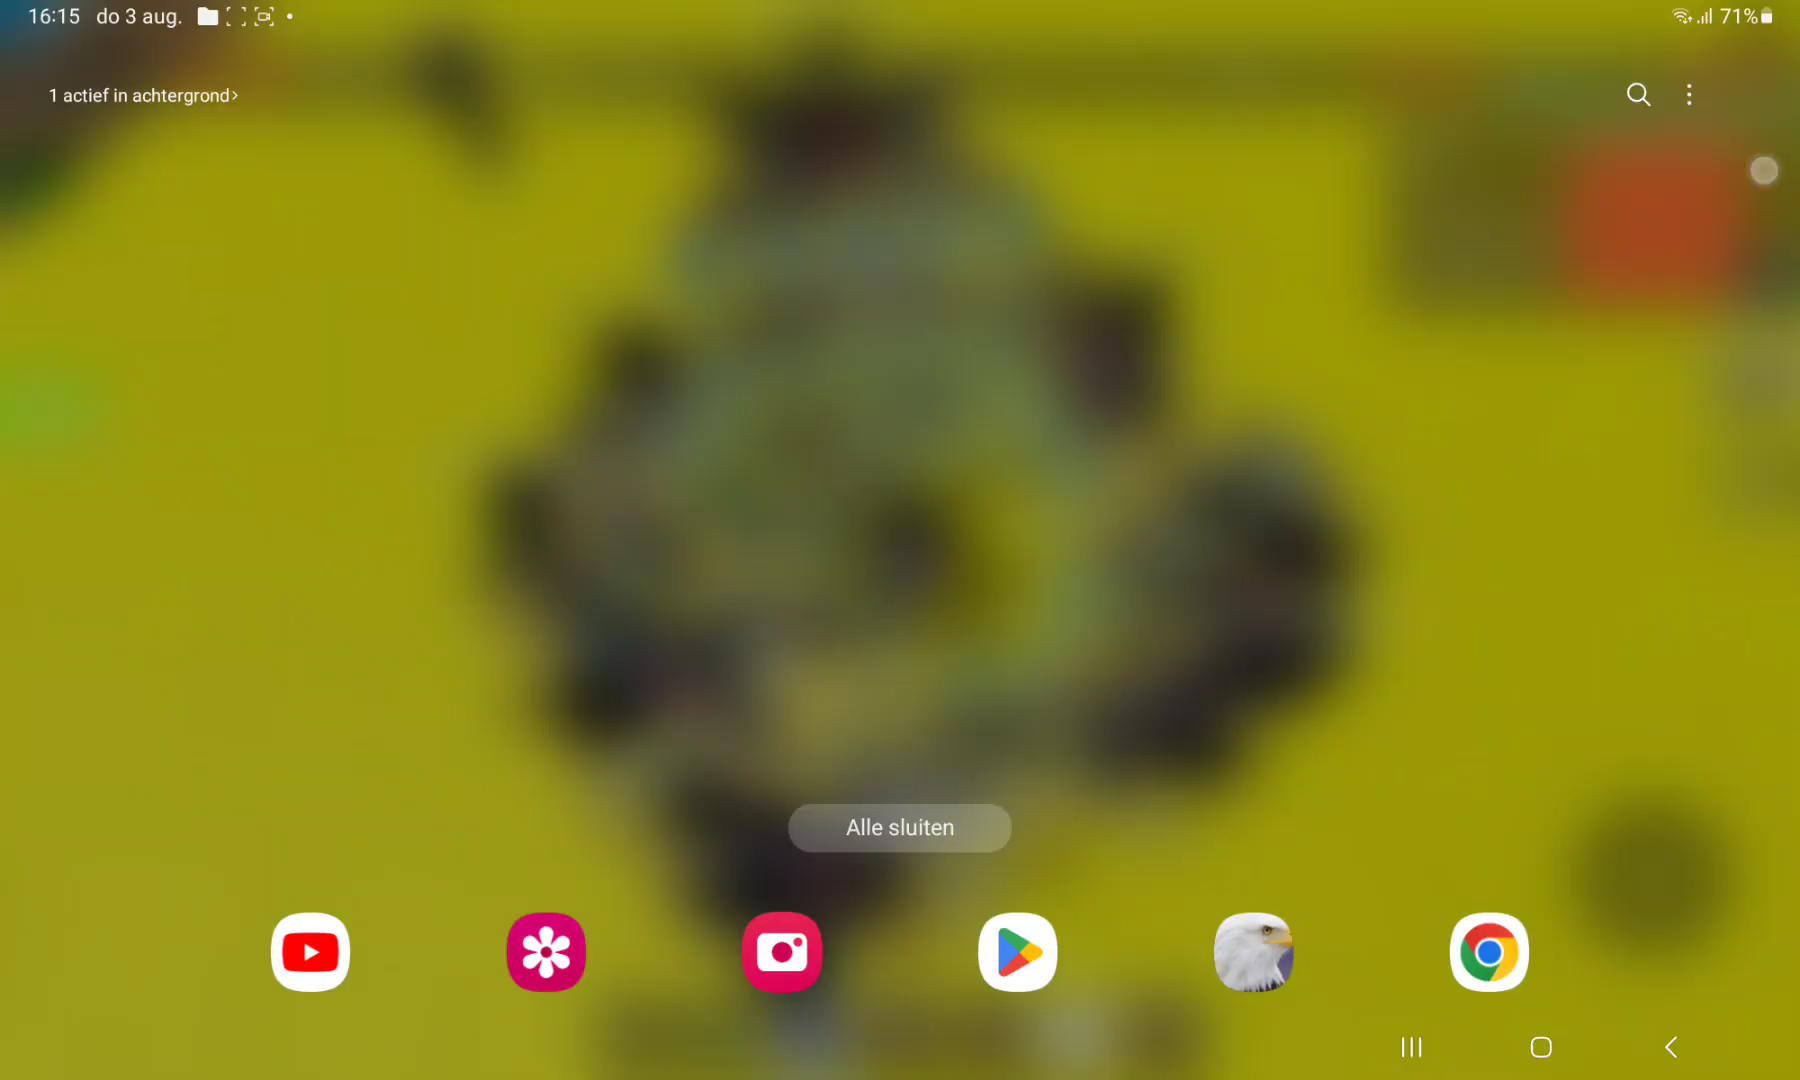 16:15 do 3 aug.
71%
1 actief in achtergrond>
Alle sluiten